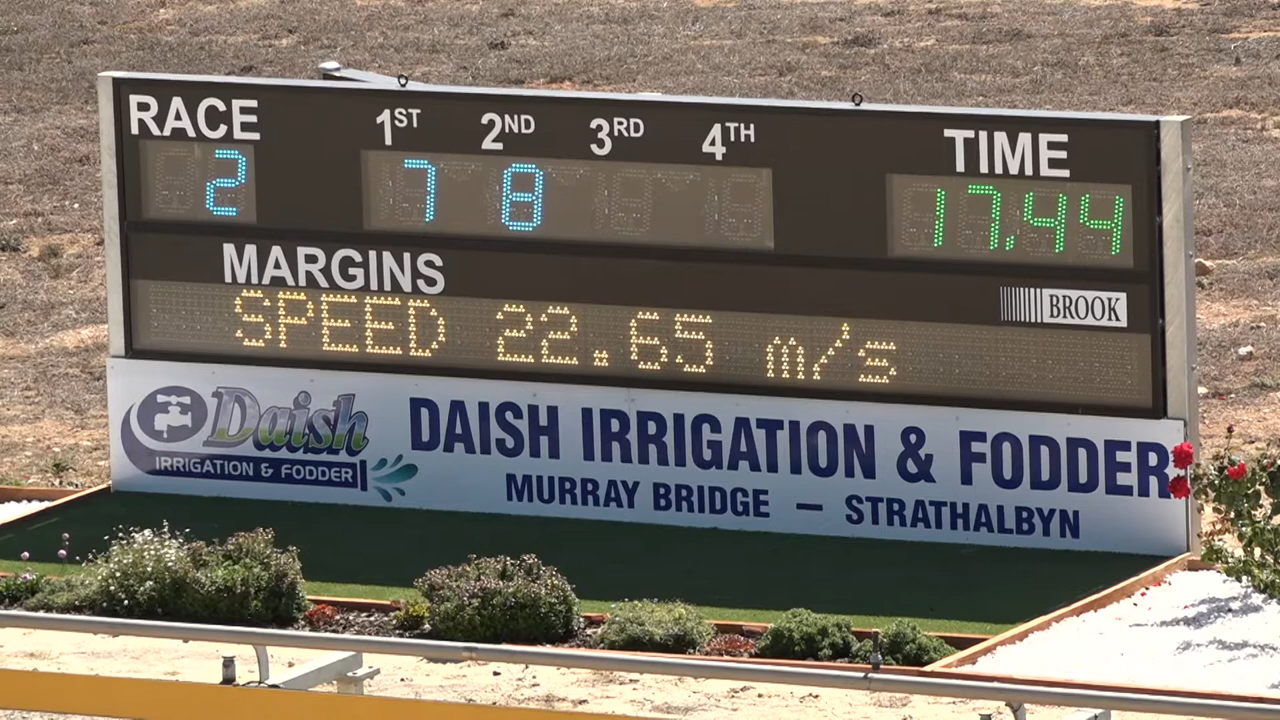 RACE 1ST 2ND 3RD 4TH TIME
2 7 8 17.44
MARGINS
BROOK
SPEED 22.65 m/s
Daish
IRRIGATION & FODDER
DAISH IRRIGATION & FODDER
MURRAY BRIDGE – STRATHALBYN